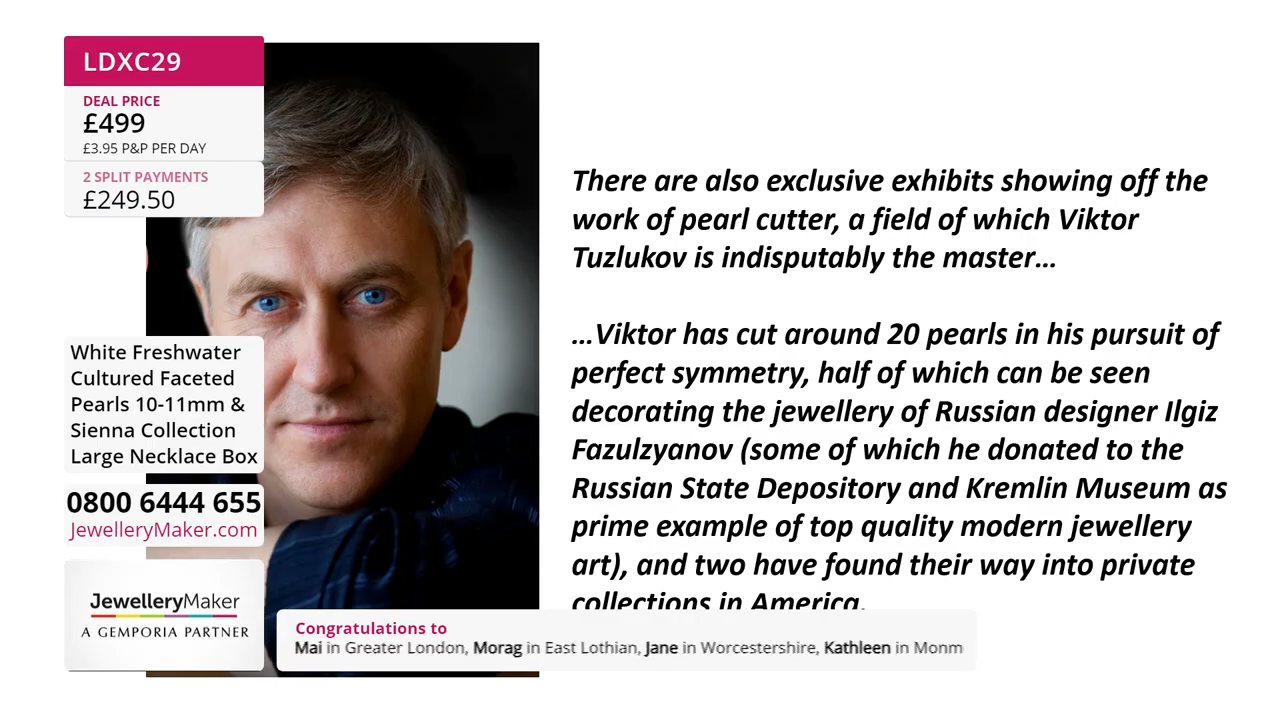 LDXC29
DEAL PRICE
£499
£3.95 P&P PER DAY
2 SPLIT PAYMENTS
£249.50
White Freshwater
Cultured Faceted
Pearls 10-11mm &
Sienna Collection
Large Necklace Box
0800 6444 655
JewelleryMaker.com
JewelleryMaker
A GEMPORIA PARTNER
There are also exclusive exhibits showing off the
work of pearl cutter, a field of which Viktor
Tuzlukov is indisputably the master...
...Viktor has cut around 20 pearls in his pursuit of
perfect symmetry, half of which can be seen
decorating the jewellery of Russian designer Ilgiz
Fazulzyanov (some of which he donated to the
Russian State Depository and Kremlin Museum as
prime example of top quality modern jewellery
art), and two have found their way into private
collections in America.
Congratulations to
Mai in Greater London, Morag in East Lothian, Jane in Worcestershire, Kathleen in Monm